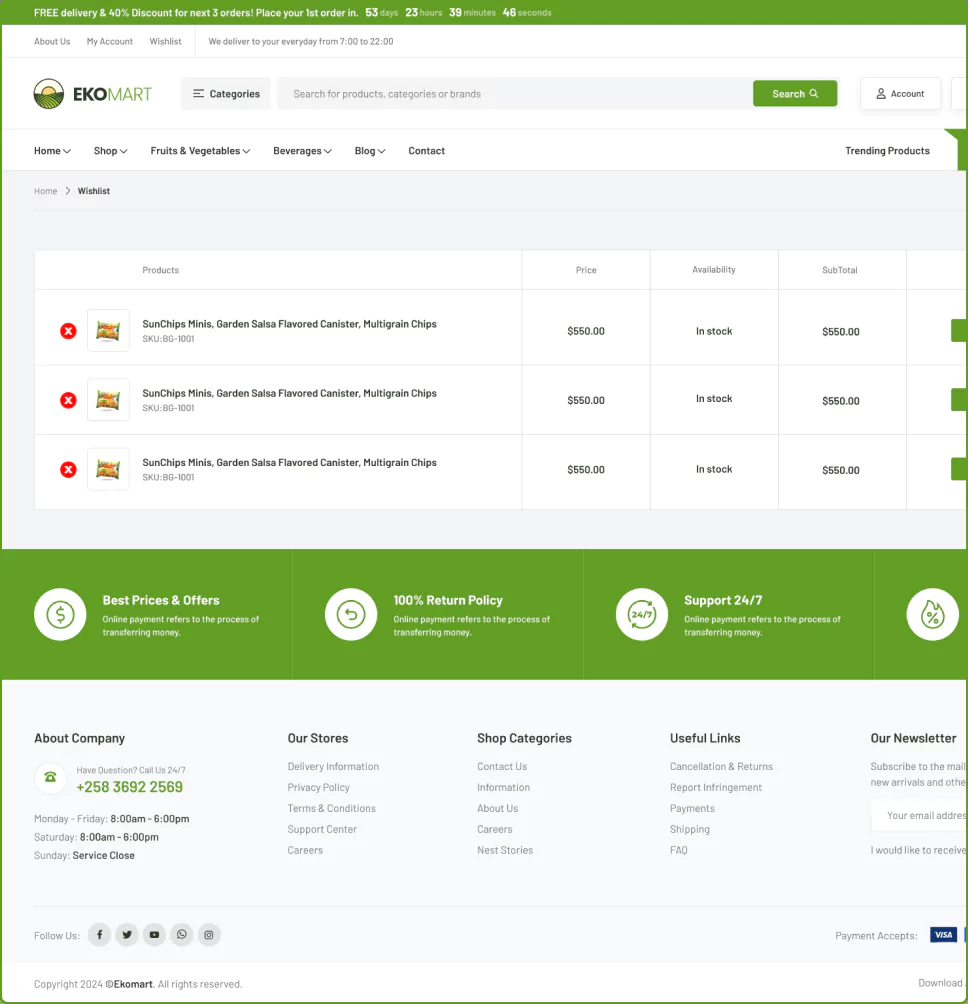 FREE delivery & 40% Discount for next 3 orders! Place your 1st order in. 53 days 23 hours 39 minutes 46 seconds
About Us My Account Wishlist We deliver to your everyday from 7:00 to 22:00
EKOMART Categories Search for products, categories or brands Search Account
Home Shop Fruits & Vegetables Beverages Blog Contact Trending Products
Home Wishlist
Products Price Availability SubTotal
SunChips Minis, Garden Salsa Flavored Canister, Multigrain Chips
SKU:BG-1001
$550.00 In stock $550.00
SunChips Minis, Garden Salsa Flavored Canister, Multigrain Chips
SKU:BG-1001
$550.00 In stock $550.00
SunChips Minis, Garden Salsa Flavored Canister, Multigrain Chips
SKU:BG-1001
$550.00 In stock $550.00
Best Prices & Offers
Online payment refers to the process of
transferring money.
100% Return Policy
Online payment refers to the process of
transferring money.
24/7
Support 24/7
Online payment refers to the process of
transferring money.
%
About Company
Have Question? Call Us 24/7
+258 3692 2569
Monday - Friday: 8:00am - 6:00pm
Saturday: 8:00am - 6:00pm
Sunday: Service Close
Our Stores
Delivery Information
Privacy Policy
Terms & Conditions
Support Center
Careers
Shop Categories
Contact Us
Information
About Us
Careers
Nest Stories
Useful Links
Cancellation & Returns
Report Infringement
Payments
Shipping
FAQ
Our Newsletter
Subscribe to the mail
new arrivals and othe
Your email addres
I would like to receive
Follow Us: Payment Accepts: VISA
Copyright 2024 ©Ekomart. All rights reserved. Download